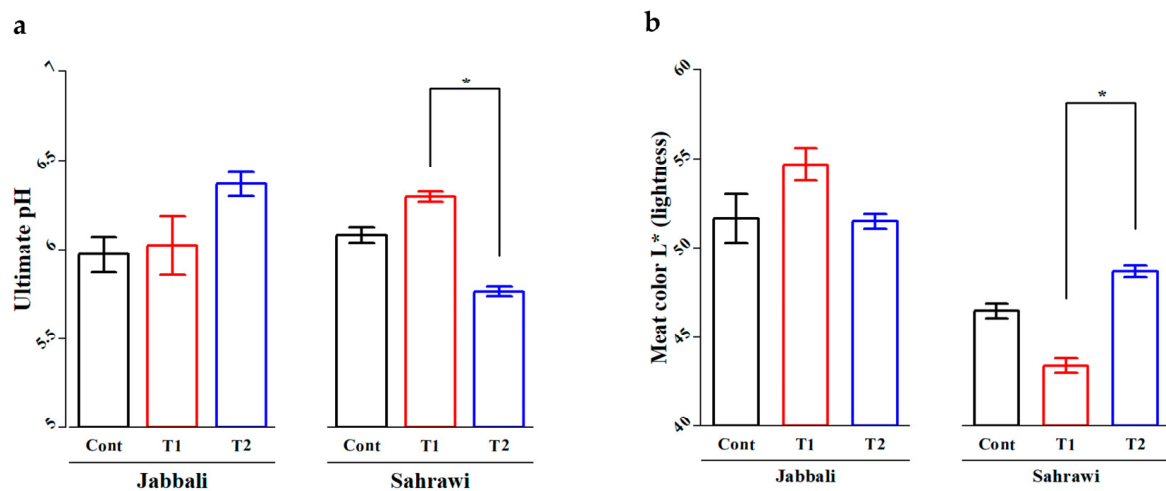 a
Ultimate pH
7
6.5
6
5.5
5
*
Cont T1 T2 Cont T1 T2
Jabbali Sahrawi
b
Meat color L* (lightness)
60
55
50
45
40
*
Cont T1 T2 Cont T1 T2
Jabbali Sahrawi